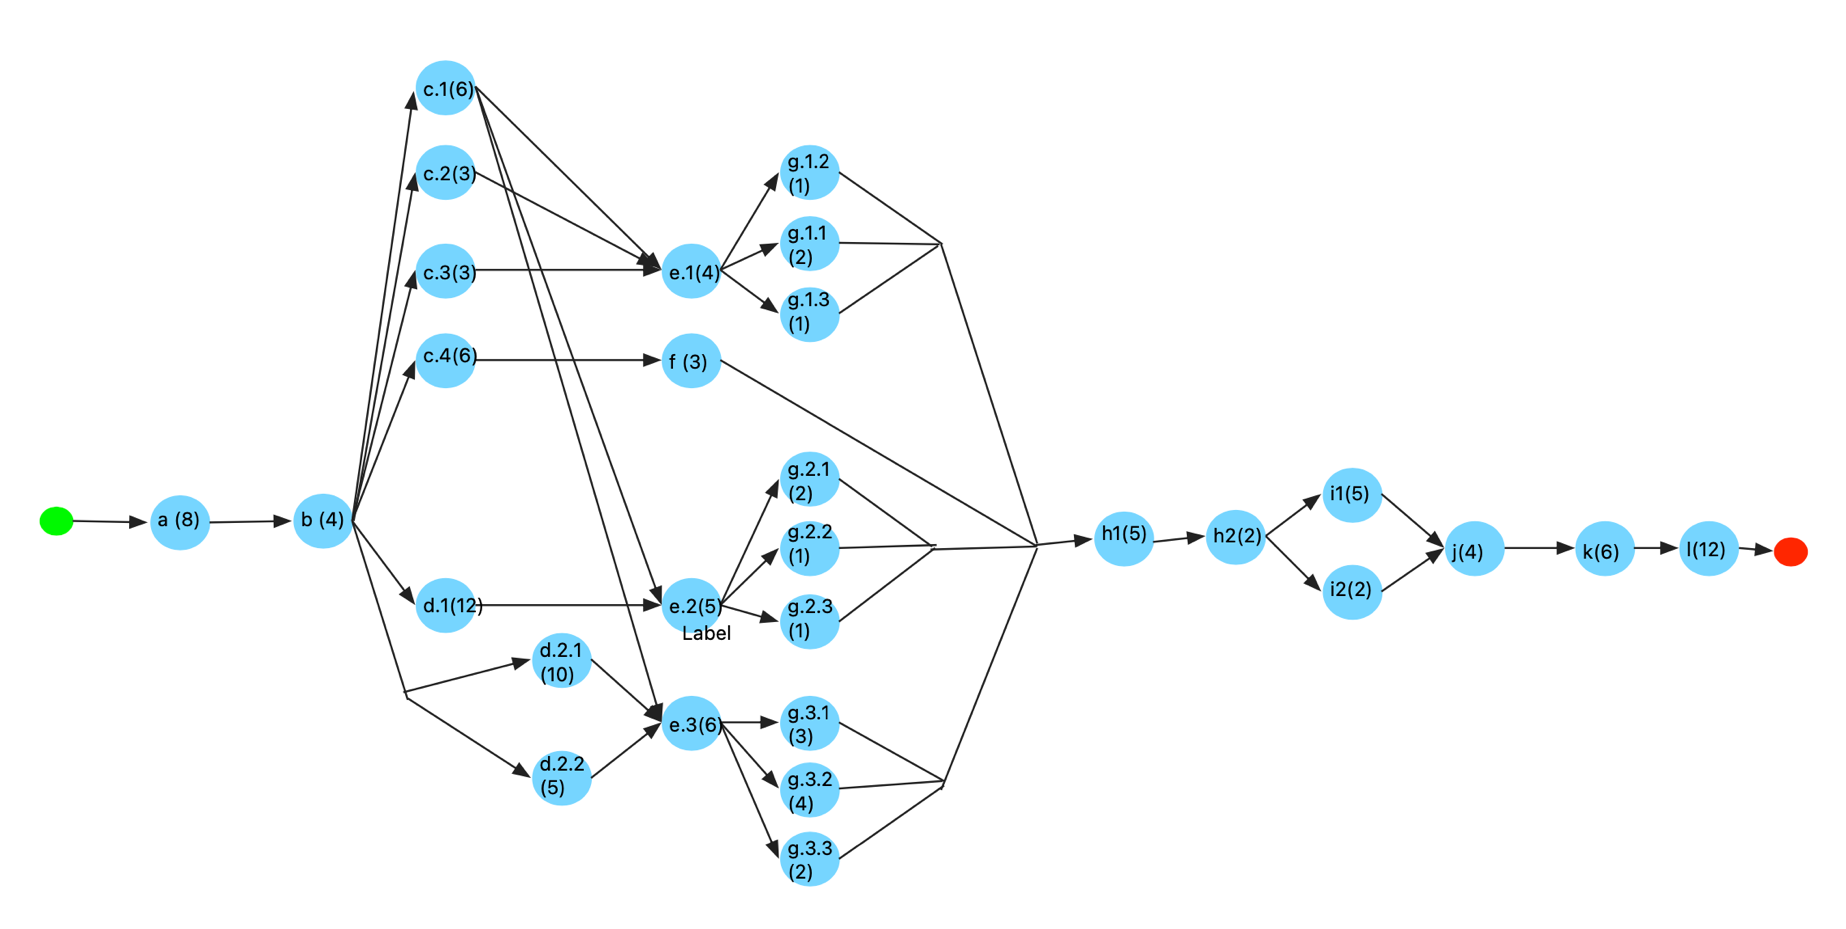 c.1(6)
c.2(3)
c.3(3)
c.4(6)
a (8)
b (4)
d.1(12)
d.2.1
(10)
d.2.2
(5)
e.1(4)
f (3)
e.2(5)
Label
e.3(6)
g.1.2
(1)
g.1.1
(2)
g.1.3
(1)
g.2.1
(2)
g.2.2
(1)
g.2.3
(1)
g.3.1
(3)
g.3.2
(4)
g.3.3
(2)
h1(5)
h2(2)
i1(5)
i2(2)
j(4)
k(6)
l(12)